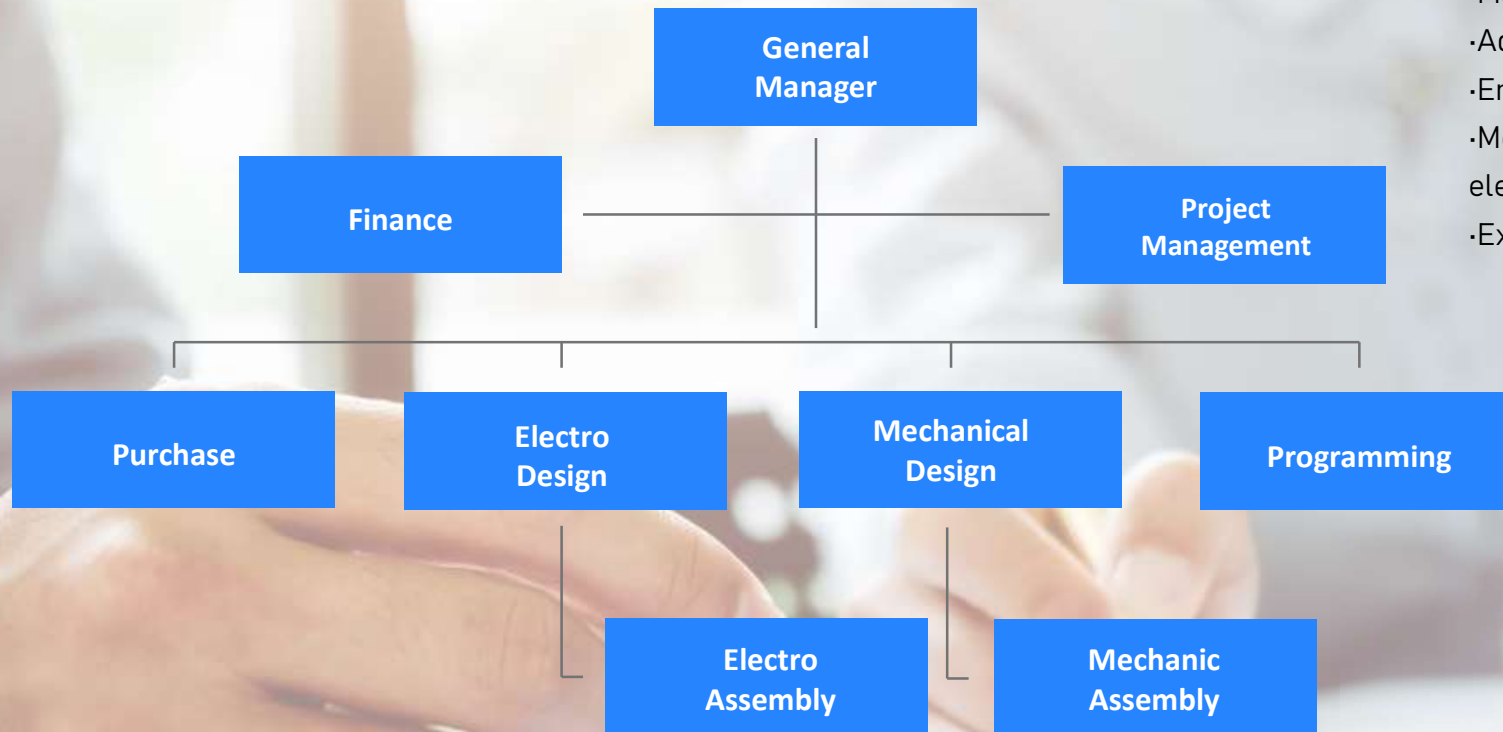 General
Manager
Finance
Project
Management
Purchase
Electro
Design
Mechanical
Design
Programming
Electro
Assembly
Mechanic
Assembly